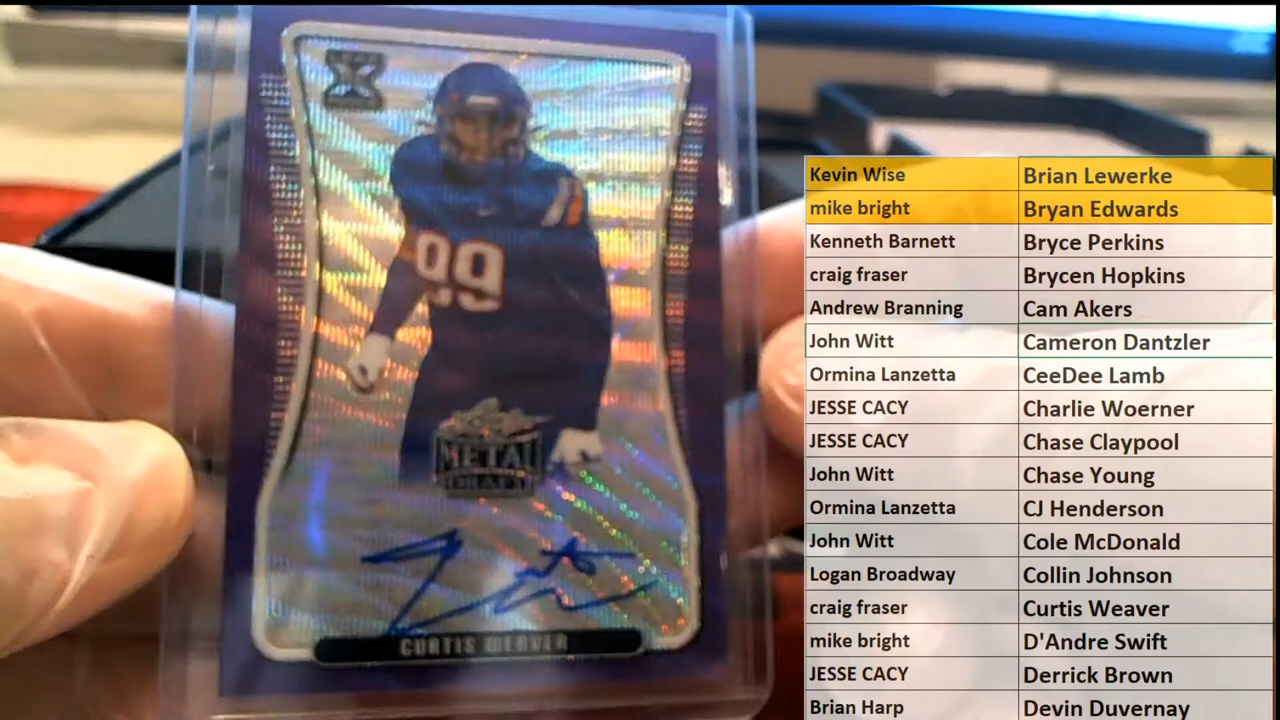 99
Leaf
METAL
DRAFT
CURTIS WEAVER
Kevin Wise Brian Lewerke
mike bright Bryan Edwards
Kenneth Barnett Bryce Perkins
craig fraser Brycen Hopkins
Andrew Branning Cam Akers
John Witt Cameron Dantzler
Ormina Lanzetta CeeDee Lamb
JESSE CACY Charlie Woerner
JESSE CACY Chase Claypool
John Witt Chase Young
Ormina Lanzetta CJ Henderson
John Witt Cole McDonald
Logan Broadway Collin Johnson
craig fraser Curtis Weaver
mike bright D'Andre Swift
JESSE CACY Derrick Brown
Brian Harp Devin Duvernay